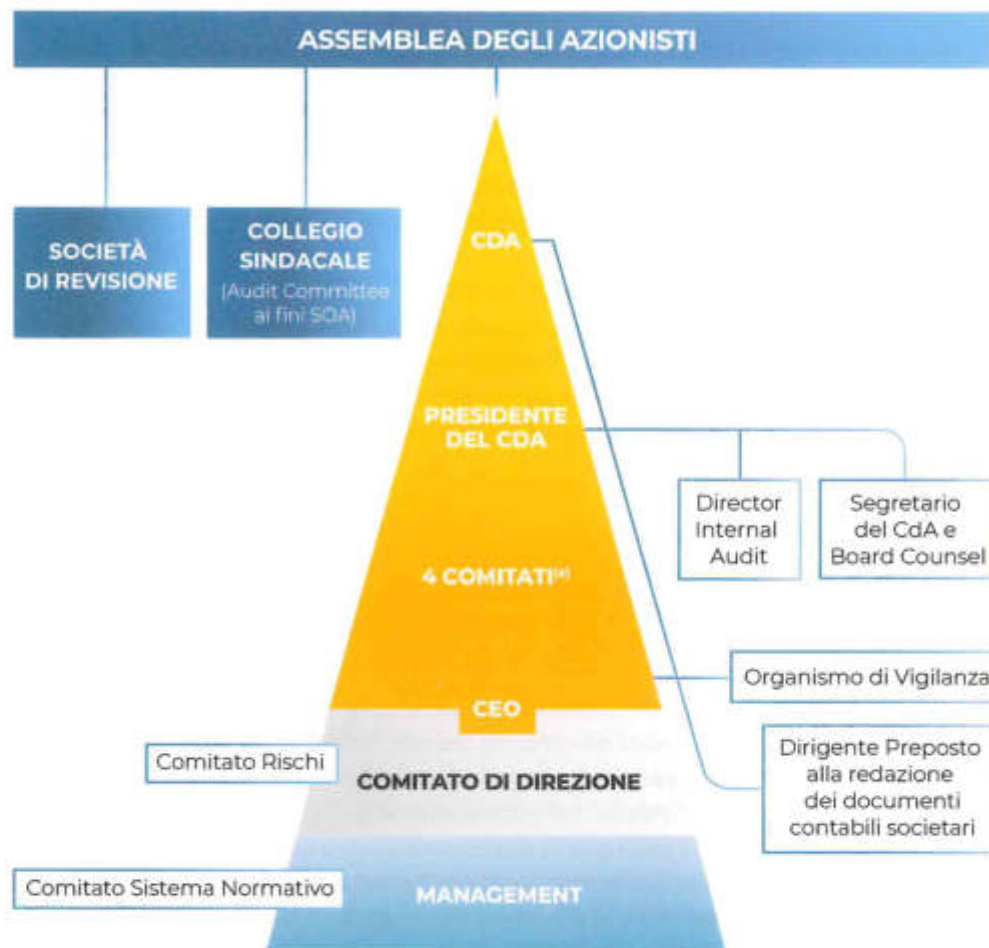 ASSEMBLEA DEGLI AZIONISTI
SOCIETÀ
DI REVISIONE
COLLEGIO
SINDACALE
(Audit Committee
ai fini SOA)
CDA
PRESIDENTE
DEL CDA
Director
Internal
Audit
Segretario
del CdA e
Board Counsel
4 COMITATI(a)
Organismo di Vigilanza
CEO
Comitato Rischi
COMITATO DI DIREZIONE
Dirigente Preposto
alla redazione
dei documenti
contabili societari
Comitato Sistema Normativo
MANAGEMENT